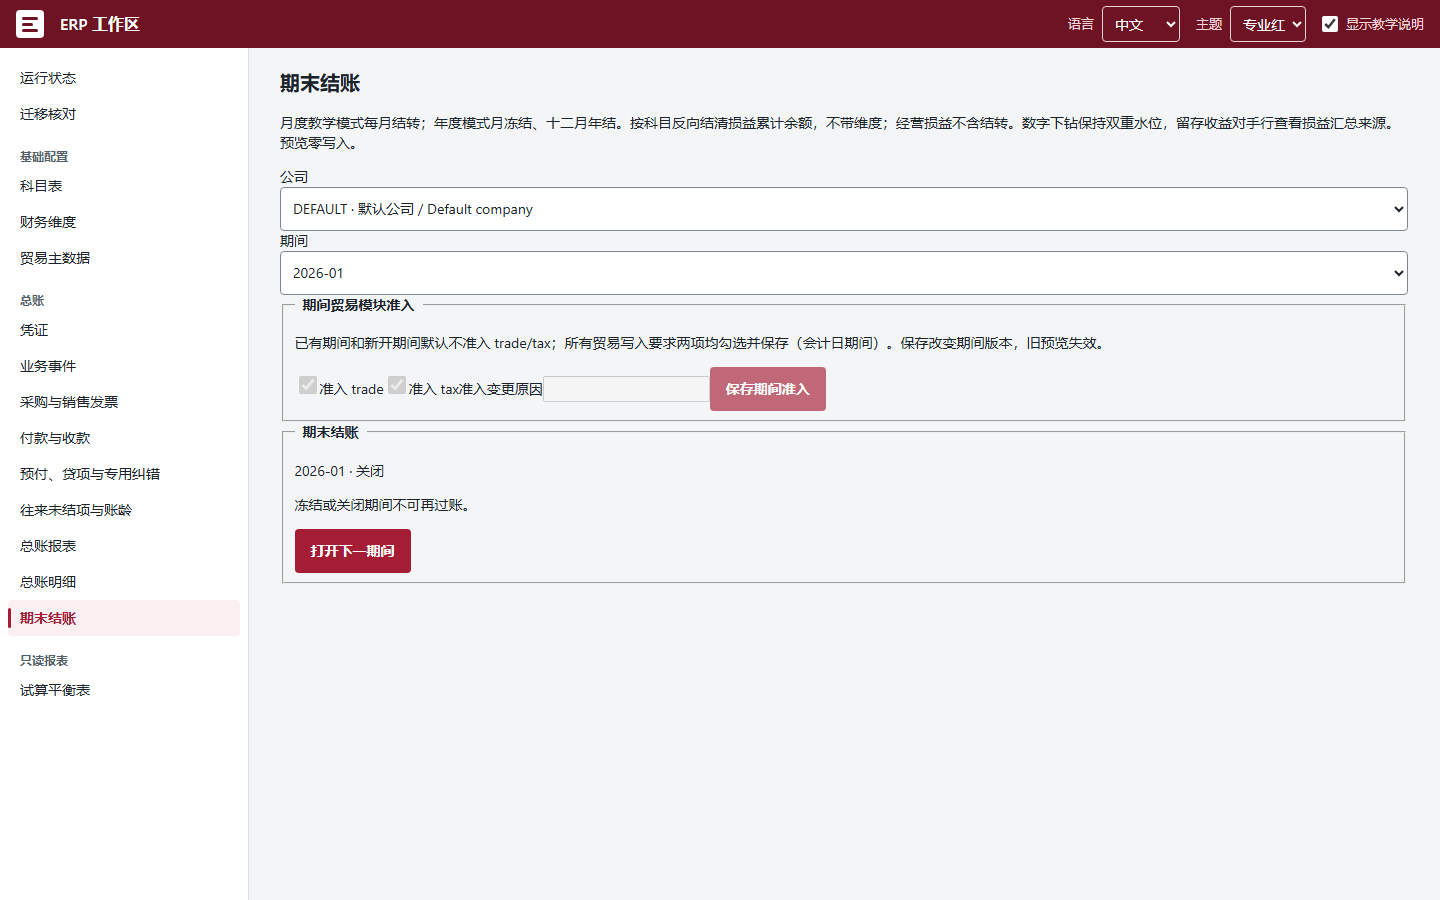 ERP 工作区
语言
中文
主题
专业红
显示教学说明
运行状态
迁移核对
基础配置
科目表
财务维度
贸易主数据
总账
凭证
业务事件
采购与销售发票
付款与收款
预付、贷项与专用纠错
往来未结项与账龄
总账报表
总账明细
期末结账
只读报表
试算平衡表
期末结账
月度教学模式每月结转；年度模式月冻结、十二月年结。按科目反向结清损益累计余额，不带维度；经营损益不含结转。数字下钻保持双重水位，留存收益对手行查看损益汇总来源。
预览零写入。
公司
DEFAULT · 默认公司 / Default company
期间
2026-01
期间贸易模块准入
已有期间和新开期间默认不准入 trade/tax；所有贸易写入要求两项均勾选并保存（会计日期间）。保存改变期间版本，旧预览失效。
准入 trade 准入 tax准入变更原因 保存期间准入
期末结账
2026-01 · 关闭
冻结或关闭期间不可再过账。
打开下一期间